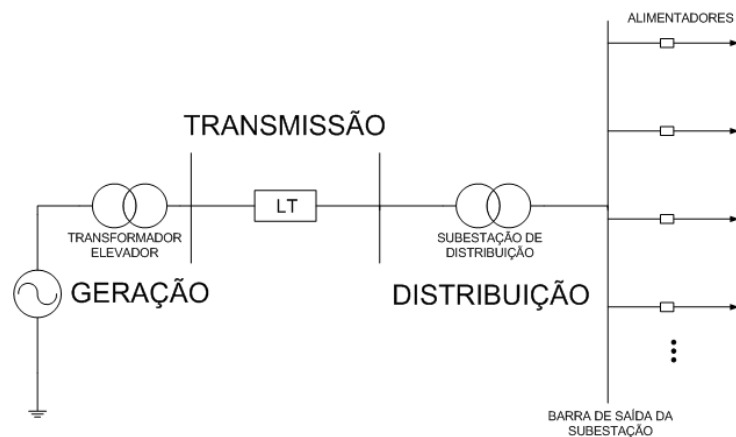 ALIMENTADORES
TRANSMISSÃO
LT
TRANSFORMADOR
ELEVADOR
SUBESTAÇÃO DE
DISTRIBUIÇÃO
GERAÇÃO
DISTRIBUIÇÃO
BARRA DE SAÍDA DA
SUBESTAÇÃO